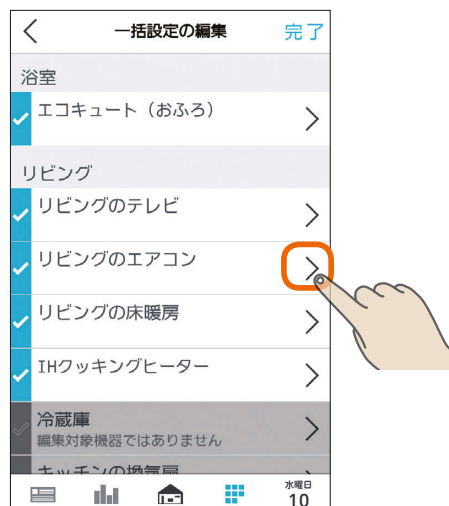 一括設定の編集 完了
浴室
エコキュート（おふろ）
リビング
リビングのテレビ
リビングのエアコン
リビングの床暖房
IHクッキングヒーター
冷蔵庫
編集対象機器ではありません
キッチンの換気扇
水曜日
10